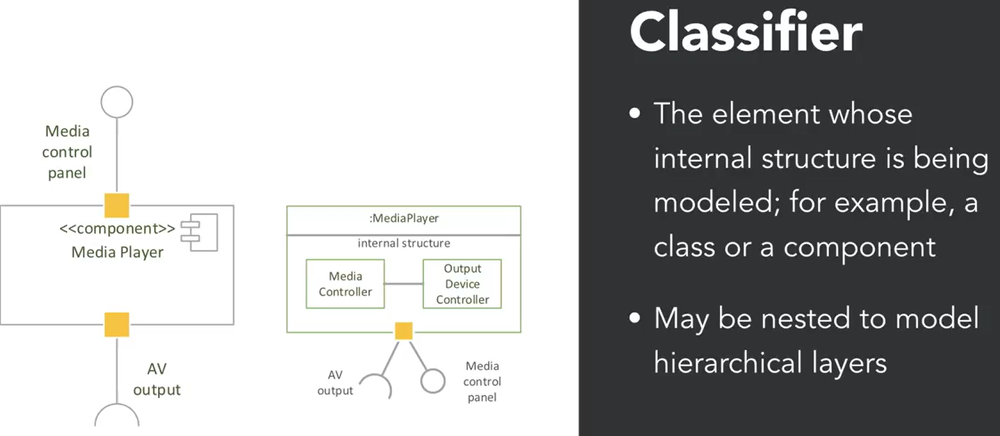 Classifier
Media
control
panel
<<component>>
Media Player
AV
output
:MediaPlayer
internal structure
Media
Controller
Output
Device
Controller
AV
output
Media
control
panel
• The element whose
internal structure is being
modeled; for example, a
class or a component
• May be nested to model
hierarchical layers